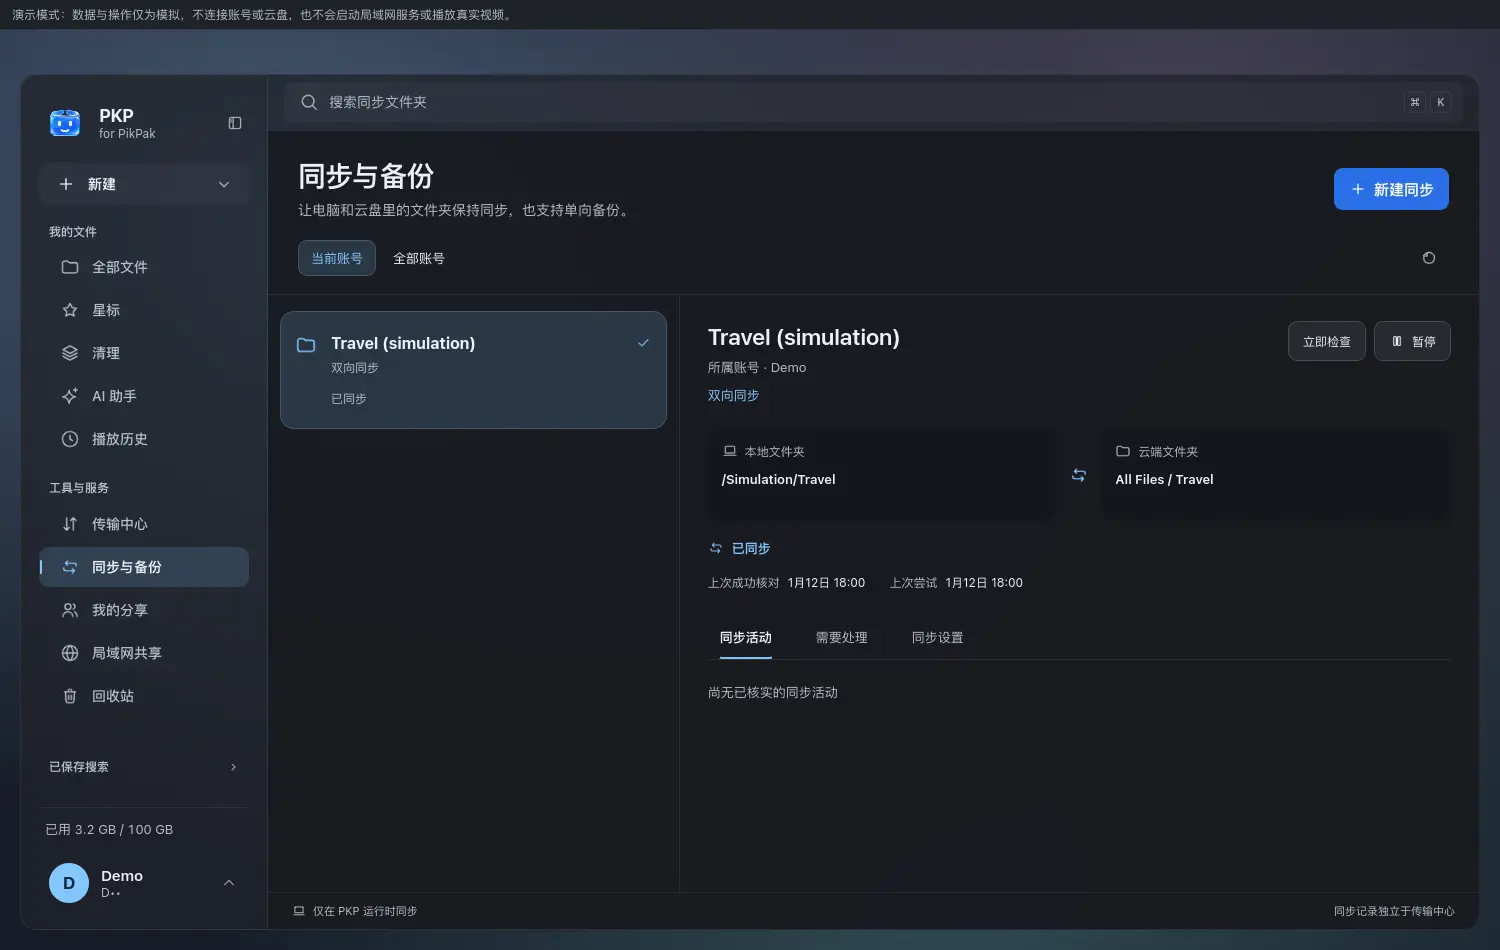 演示模式：数据与操作仅为模拟，不连接账号或云盘，也不会启动局域网服务或播放真实视频。
PKP
for PikPak
新建
我的文件
全部文件
星标
清理
AI 助手
播放历史
工具与服务
传输中心
同步与备份
我的分享
局域网共享
回收站
已保存搜索
已用 3.2 GB / 100 GB
D
Demo
D••
搜索同步文件夹
⌘ K
同步与备份
让电脑和云盘里的文件夹保持同步，也支持单向备份。
新建同步
当前账号
全部账号
Travel (simulation)
双向同步
已同步
Travel (simulation)
所属账号 · Demo
双向同步
立即检查
暂停
本地文件夹
/Simulation/Travel
云端文件夹
All Files / Travel
已同步
上次成功核对 1月12日 18:00 上次尝试 1月12日 18:00
同步活动 需要处理 同步设置
尚无已核实的同步活动
仅在 PKP 运行时同步
同步记录独立于传输中心